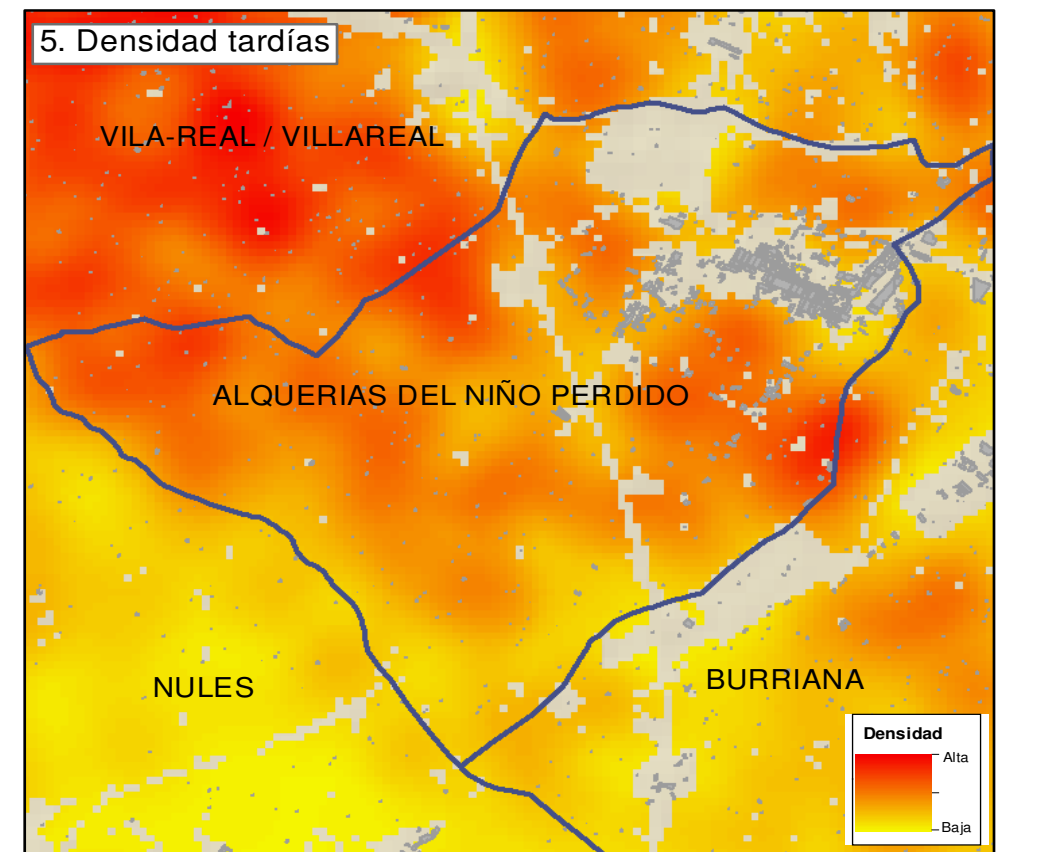 5. Densidad tardías
VILA-REAL / VILLAREAL
ALQUERIAS DEL NIÑO PERDIDO
NULES
BURRIANA
Densidad
Alta
Baja